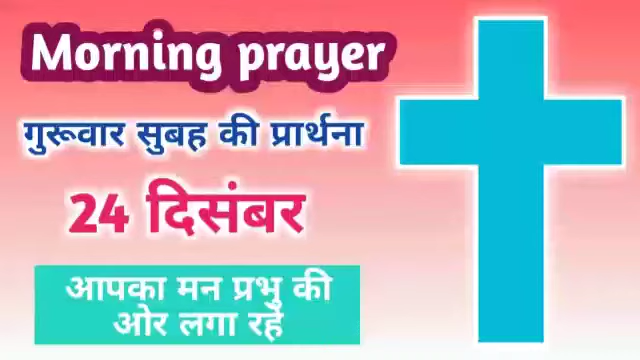 Morning prayer
गुरूवार सुबह की प्रार्थना
24 दिसंबर
आपका मन प्रभु की
ओर लगा रहे